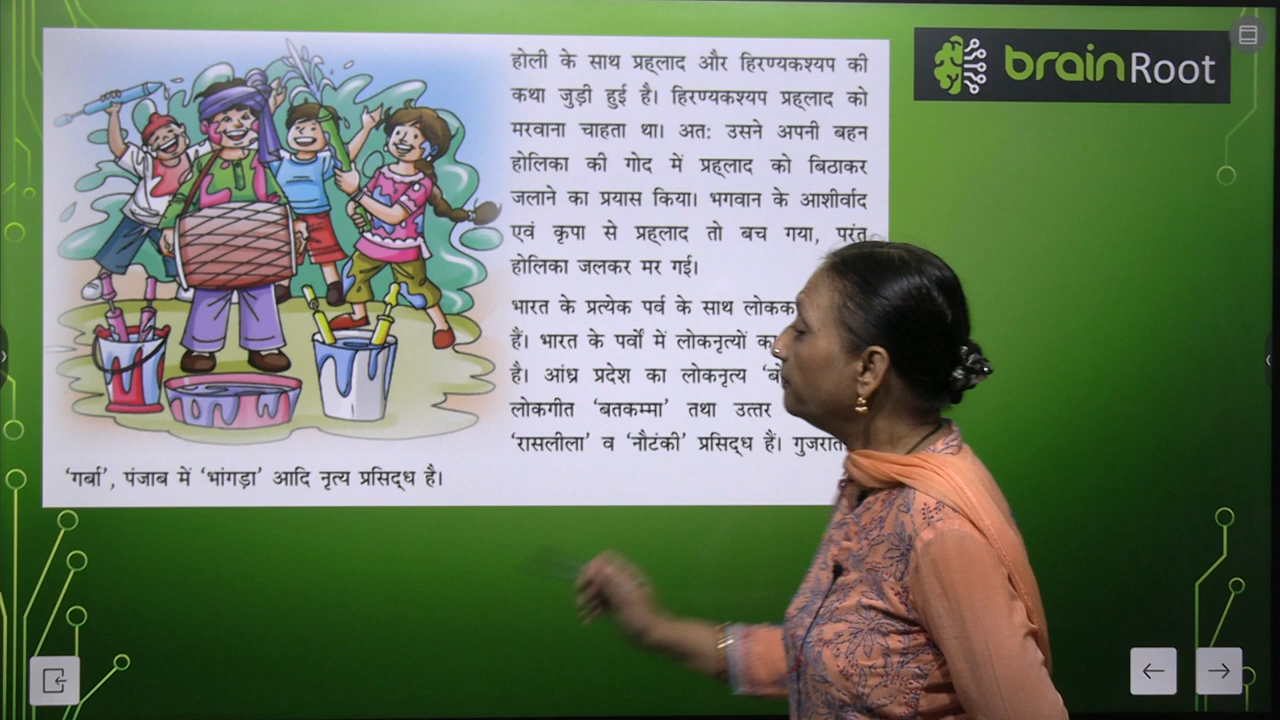 होली के साथ प्रह्लाद और हिरण्यकश्यप की
कथा जुड़ी हुई है। हिरण्यकश्यप प्रह्लाद को
मरवाना चाहता था। अत: उसने अपनी बहन
होलिका की गोद में प्रह्लाद को बिठाकर
जलाने का प्रयास किया। भगवान के आशीर्वाद
एवं कृपा से प्रह्लाद तो बच गया, परंतु
होलिका जलकर मर गई।
भारत के प्रत्येक पर्व के साथ
हैं। भारत के पर्वों में लोकनृत्यों
है। आंध्र प्रदेश का लोकनृत्य
लोकगीत ‘बतकम्मा’ तथा उत्तर
‘रासलीला’ व ‘नौटंकी’ प्रसिद्ध हैं। गुजरात
‘गर्बा’, पंजाब में ‘भांगड़ा’ आदि नृत्य प्रसिद्ध है।
brain Root